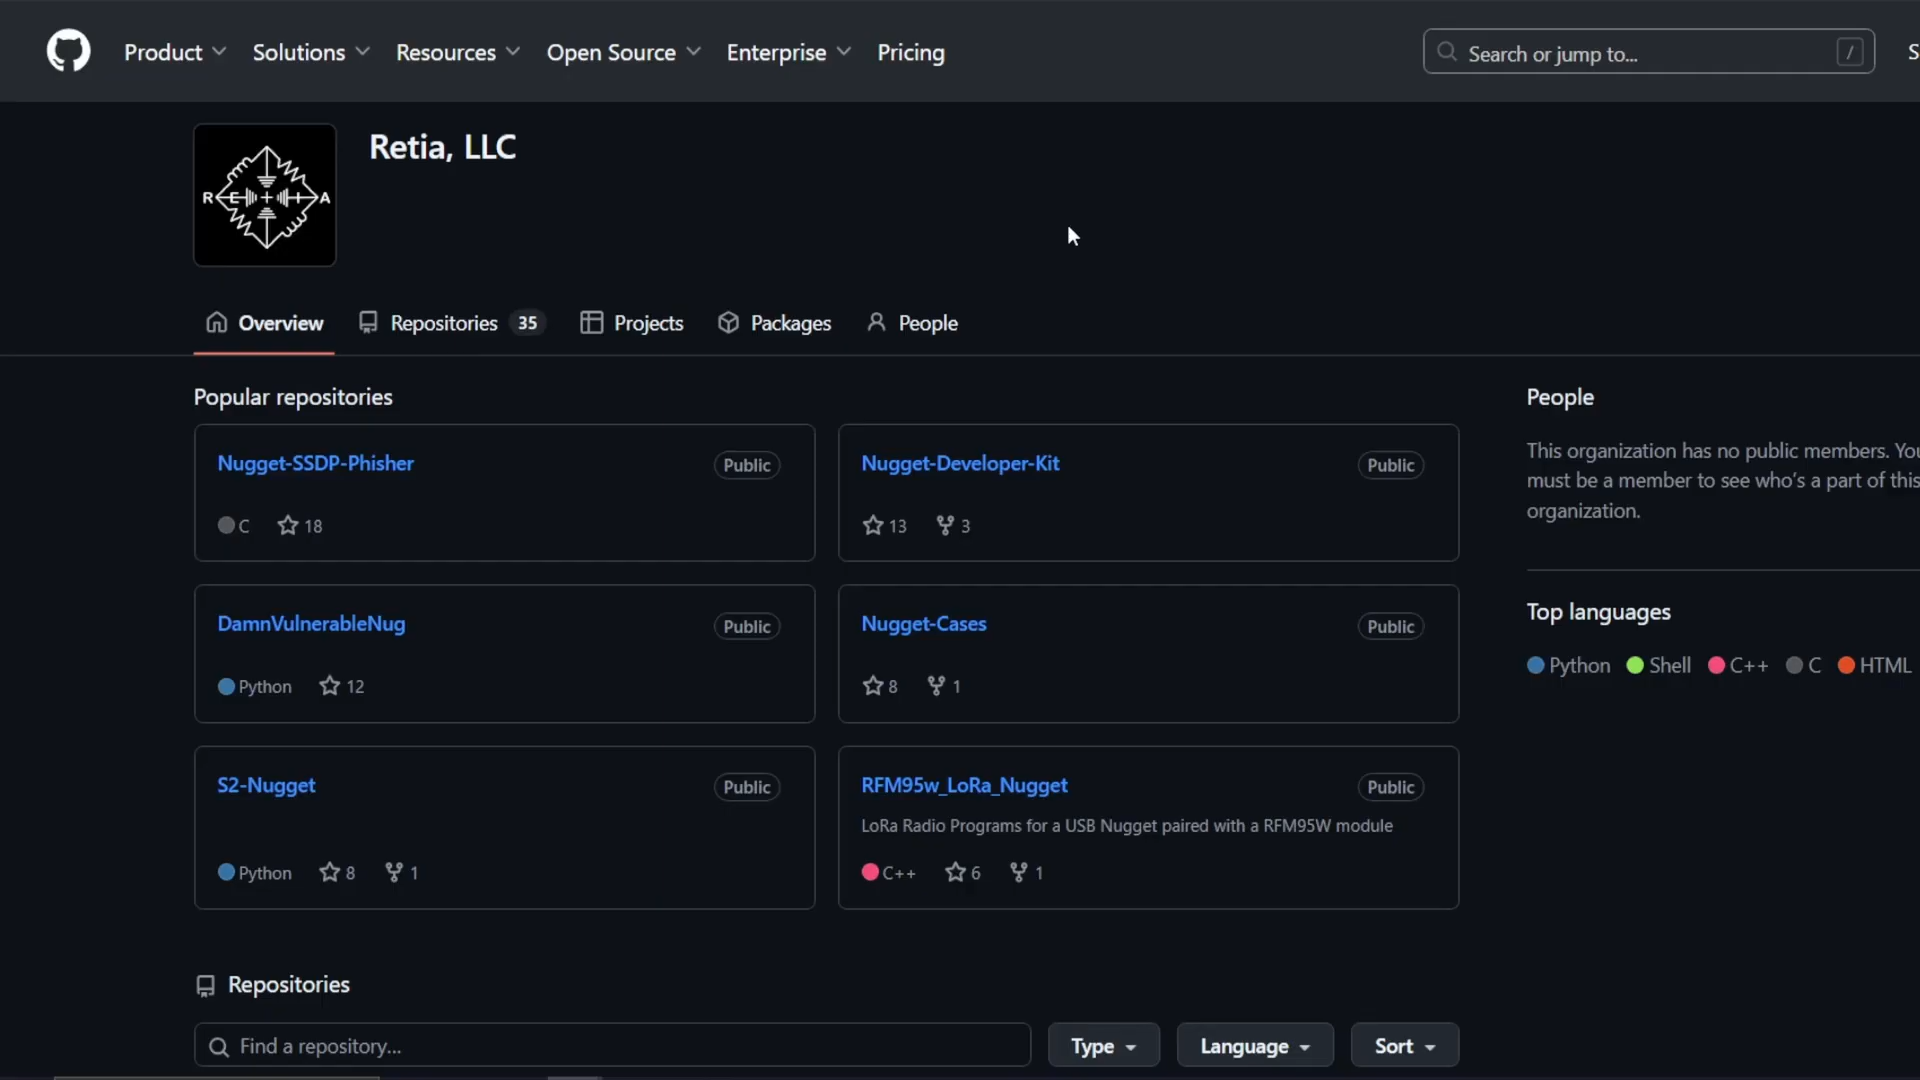 Product Solutions Resources Open Source Enterprise Pricing
Search or jump to... /
S
Retia, LLC
R E I A
Overview Repositories 35 Projects Packages People
Popular repositories
Nugget-SSDP-Phisher Public
C 18
Nugget-Developer-Kit Public
13 3
DamnVulnerableNug Public
Python 12
Nugget-Cases Public
8 1
S2-Nugget Public
Python 8 1
RFM95w_LoRa_Nugget Public
LoRa Radio Programs for a USB Nugget paired with a RFM95W module
C++ 6 1
People
This organization has no public members. You
must be a member to see who's a part of this
organization.
Top languages
Python Shell C++ C HTML
Repositories
Find a repository... Type Language Sort